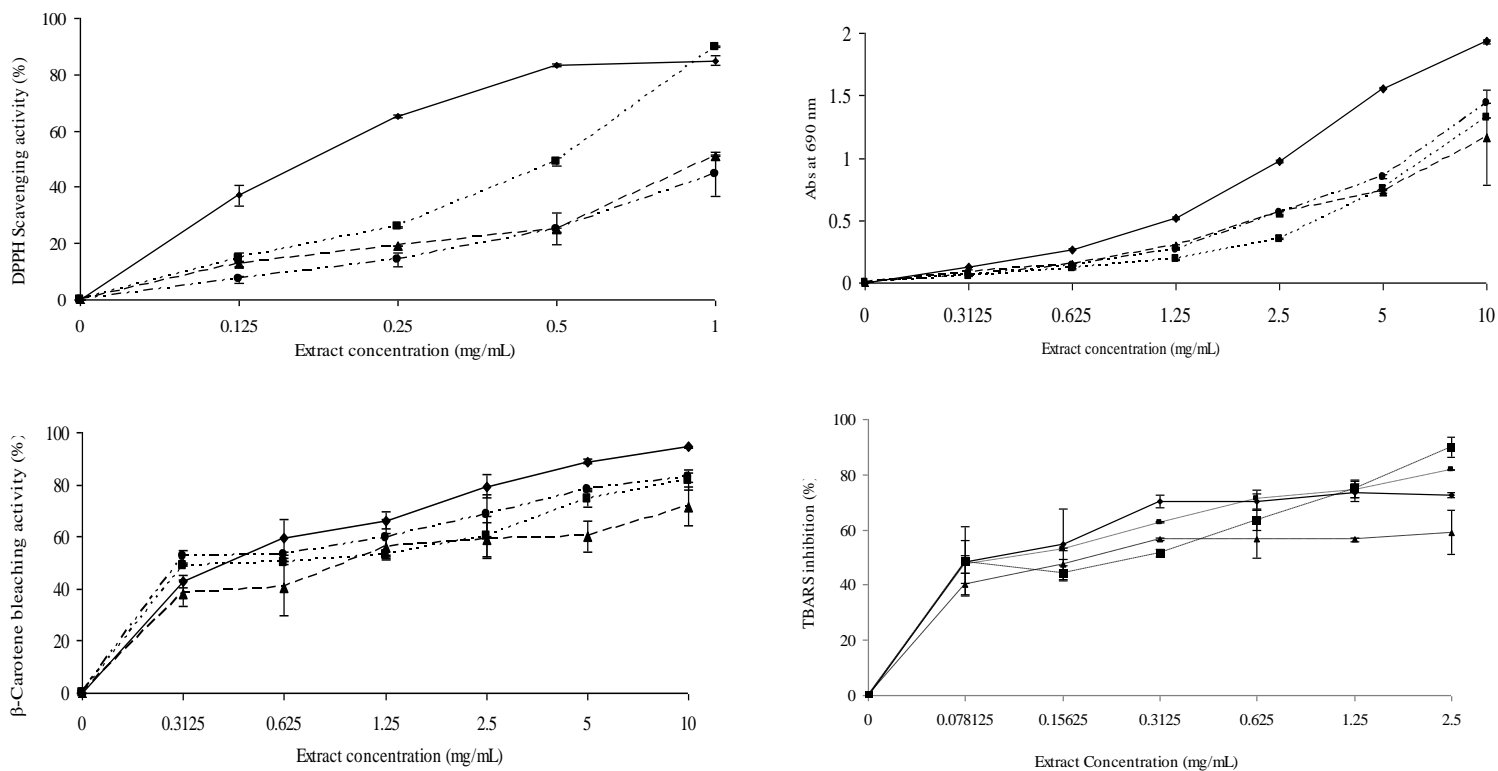 DPPH Scavenging activity (%)
100
80
60
40
20
0
0 0.125 0.25 0.5 1
Extract concentration (mg/mL)
Abs at 690 nm
2
1.5
1
0.5
0
0 0.3125 0.625 1.25 2.5 5 10
Extract concentration (mg/mL)
β-Carotene bleaching activity (%)
100
80
60
40
20
0
0 0.3125 0.625 1.25 2.5 5 10
Extract concentration (mg/mL)
TBARS inhibition (%)
100
80
60
40
20
0
0 0.078125 0.15625 0.3125 0.625 1.25 2.5
Extract Concentration (mg/mL)